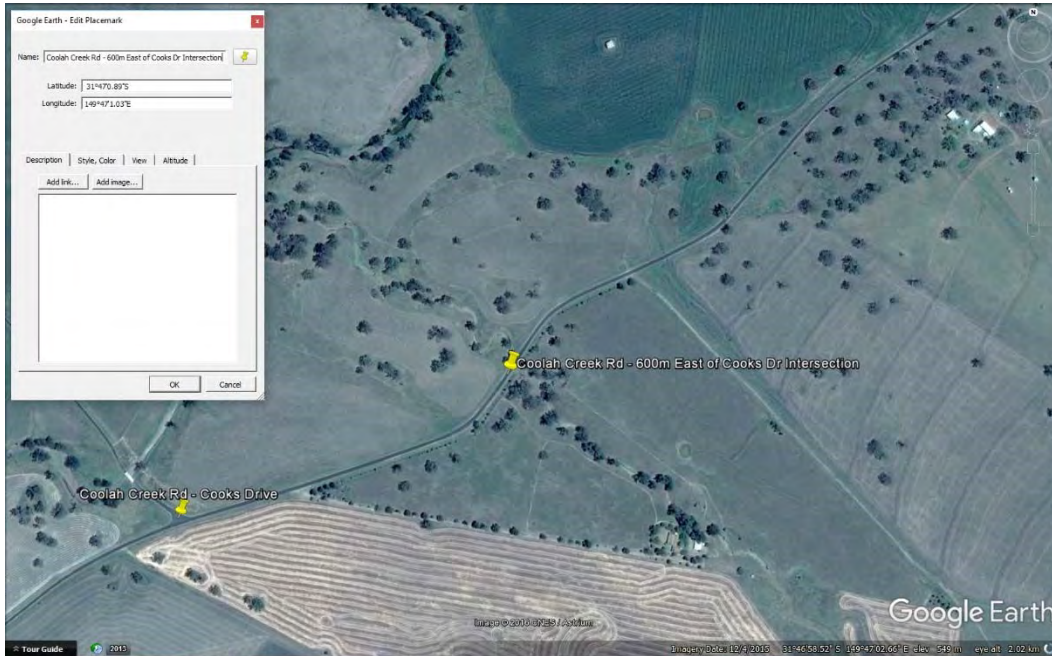 Google Earth - Edit Placemark
Name: Coolah Creek Rd - 600m East of Cooks Dr Intersection
Latitude: 31°47'0.89"S
Longitude: 149°47'1.03"E
Description Style, Color View Altitude
Add link... Add image...
OK Cancel
N
Coolah Creek Rd - 600m East of Cooks Dr Intersection
Coolah Creek Rd - Cooks Drive
Image © 2016 CNES / Astrium
Google Earth
Tour Guide 2013
Imagery Date: 12/4/2015 31°46'58.52" S 149°47'02.66" E elev 549 m eye alt 2.02 km